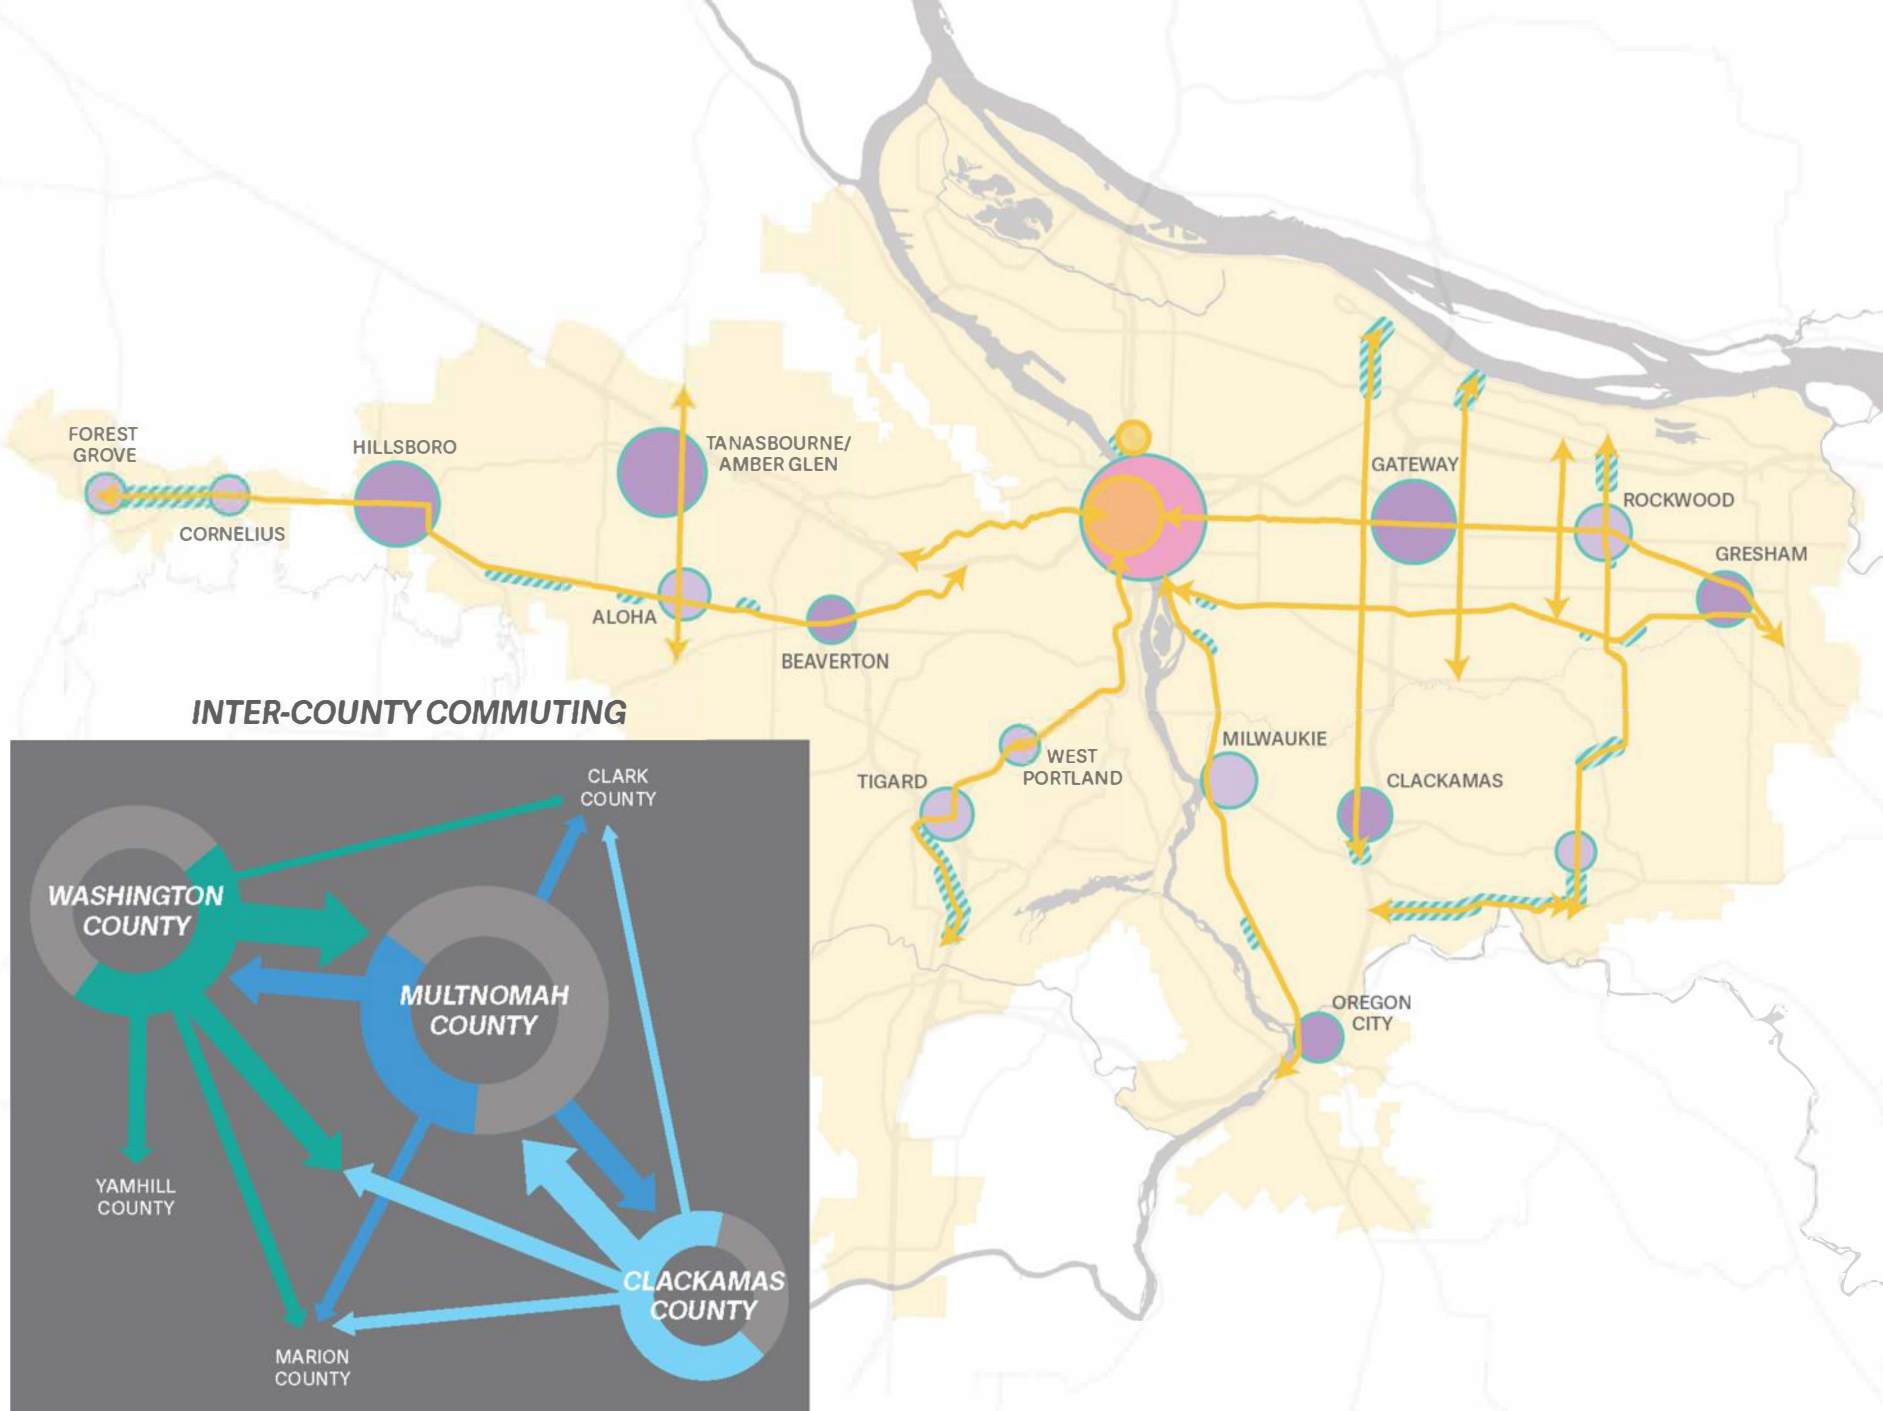 FOREST
GROVE
HILLSBORO
TANASBOURNE/
AMBER GLEN
GATEWAY
ROCKWOOD
CORNELIUS
GRESHAM
ALOHA
BEAVERTON
INTER-COUNTY COMMUTING
MILWAUKIE
WEST
PORTLAND
TIGARD
CLACKAMAS
OREGON
CITY
CLARK
COUNTY
WASHINGTON
COUNTY
MULTNOMAH
COUNTY
YAMHILL
COUNTY
CLACKAMAS
COUNTY
MARION
COUNTY